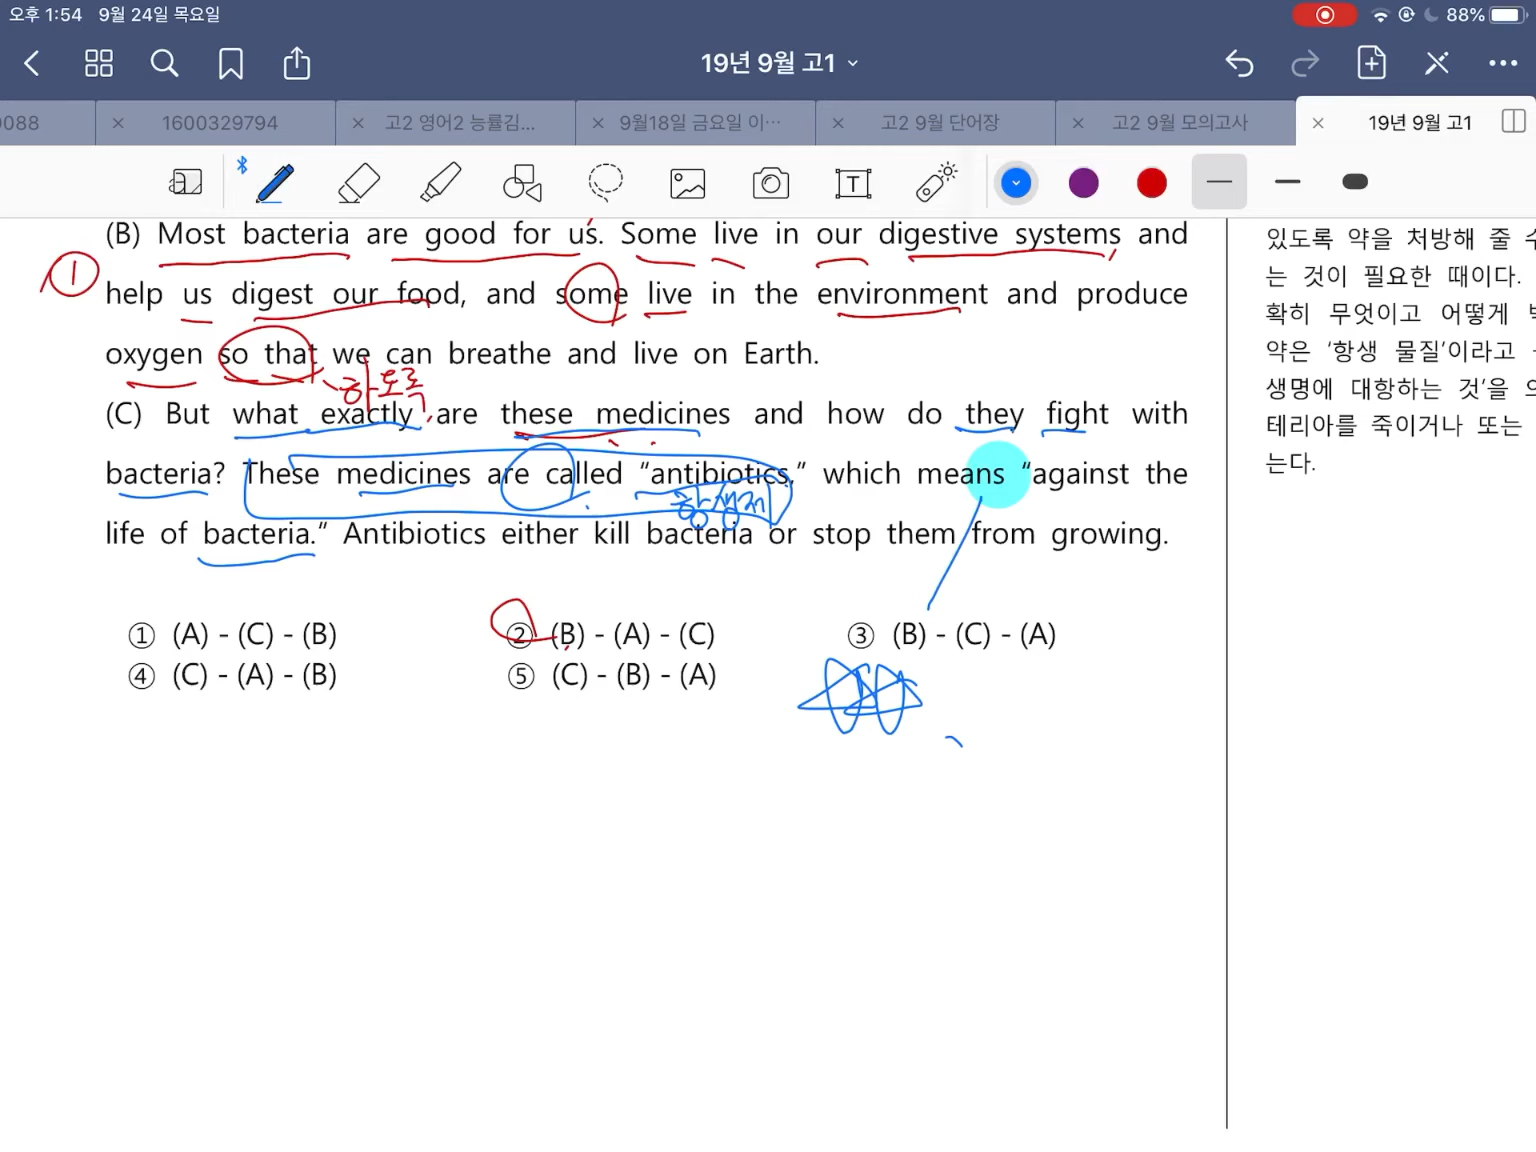 오후 1:54 9월 24일 목요일
88%
19년 9월 고1
0088
1600329794
고2 영어2 능률김...
9월18일 금요일 이...
고2 9월 단어장
고2 9월 모의고사
19년 9월 고1
(B) Most bacteria are good for us. Some live in our digestive systems and
①
help us digest our food, and some live in the environment and produce
oxygen so that we can breathe and live on Earth.
하도록
(C) But what exactly are these medicines and how do they fight with
bacteria? These medicines are called “antibiotics,” which means “against the
항생제
life of bacteria.” Antibiotics either kill bacteria or stop them from growing.
① (A) - (C) - (B)
② (B) - (A) - (C)
③ (B) - (C) - (A)
④ (C) - (A) - (B)
⑤ (C) - (B) - (A)
있도록 약을 처방해 줄 수
는 것이 필요한 때이다.
확히 무엇이고 어떻게
약은 ‘항생 물질’이라고
생명에 대항하는 것’을 으
테리아를 죽이거나 또는
는다.